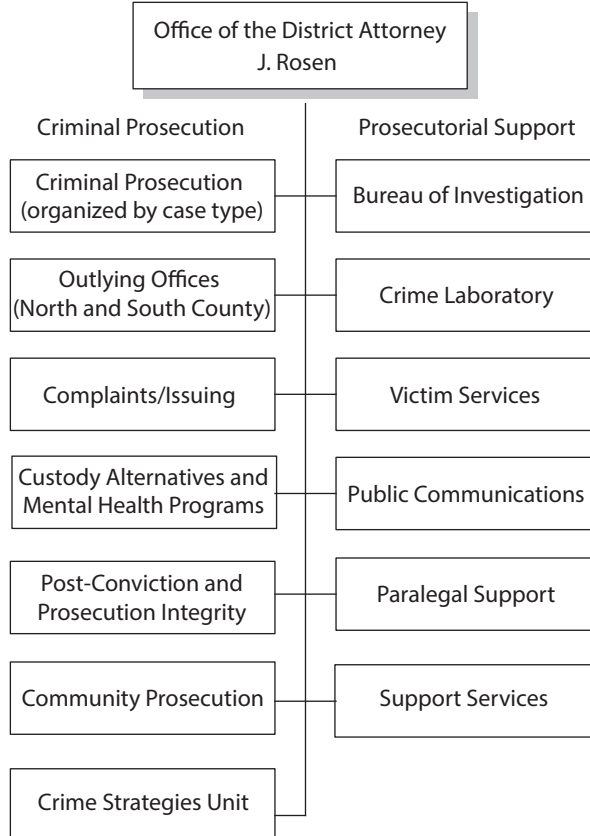 Office of the District Attorney
J. Rosen
Criminal Prosecution
Prosecutorial Support
Criminal Prosecution
(organized by case type)
Bureau of Investigation
Outlying Offices
(North and South County)
Crime Laboratory
Complaints/Issuing
Victim Services
Custody Alternatives and
Mental Health Programs
Public Communications
Post-Conviction and
Prosecution Integrity
Paralegal Support
Community Prosecution
Support Services
Crime Strategies Unit